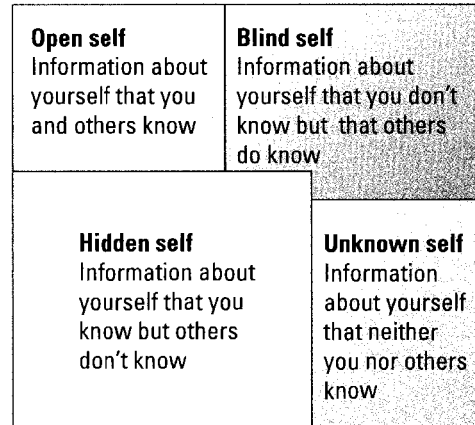 Open self
Information about
yourself that you
and others know
Blind self
Information about
yourself that you don't
know but that others
do know
Hidden self
Information about
yourself that you
know but others
don't know
Unknown self
Information
about yourself
that neither
you nor others
know